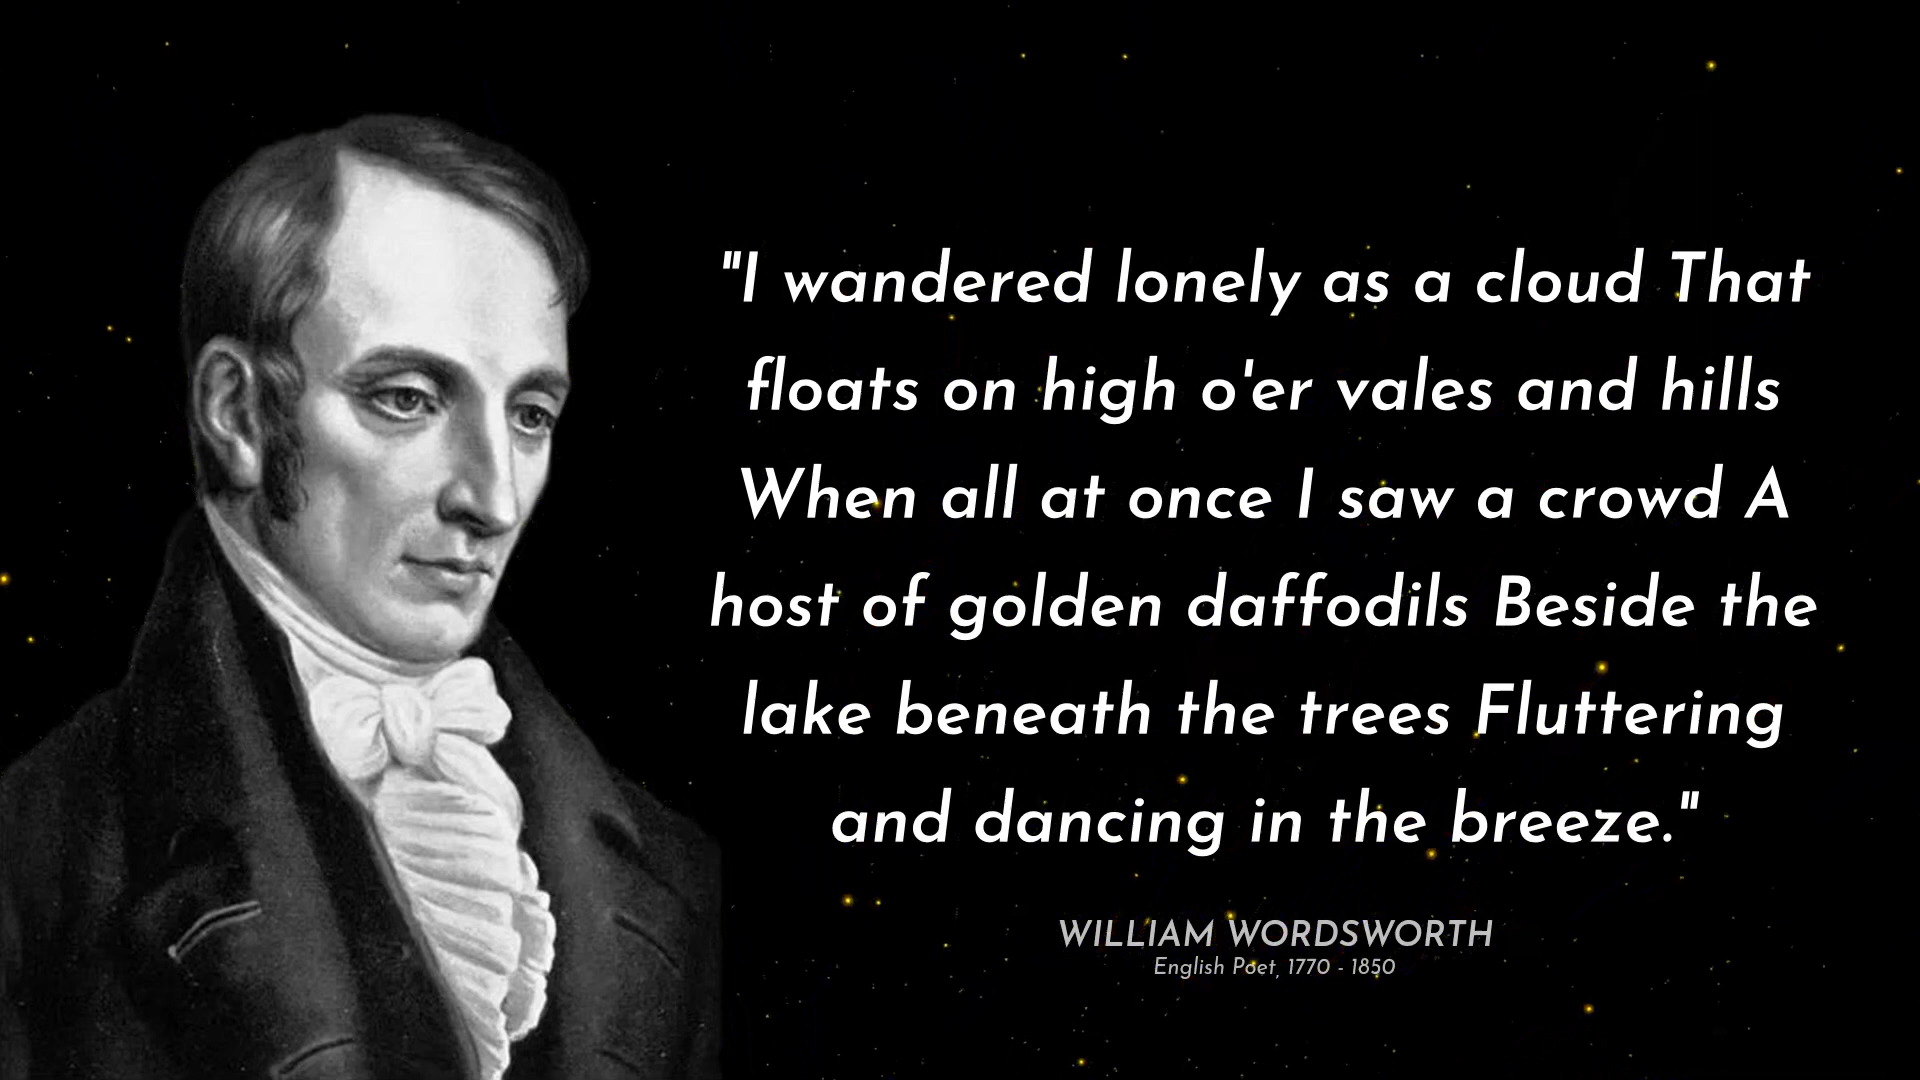 "I wandered lonely as a cloud That
floats on high o'er vales and hills
When all at once I saw a crowd A
host of golden daffodils Beside the
lake beneath the trees Fluttering
and dancing in the breeze."
WILLIAM WORDSWORTH
English Poet, 1770 - 1850